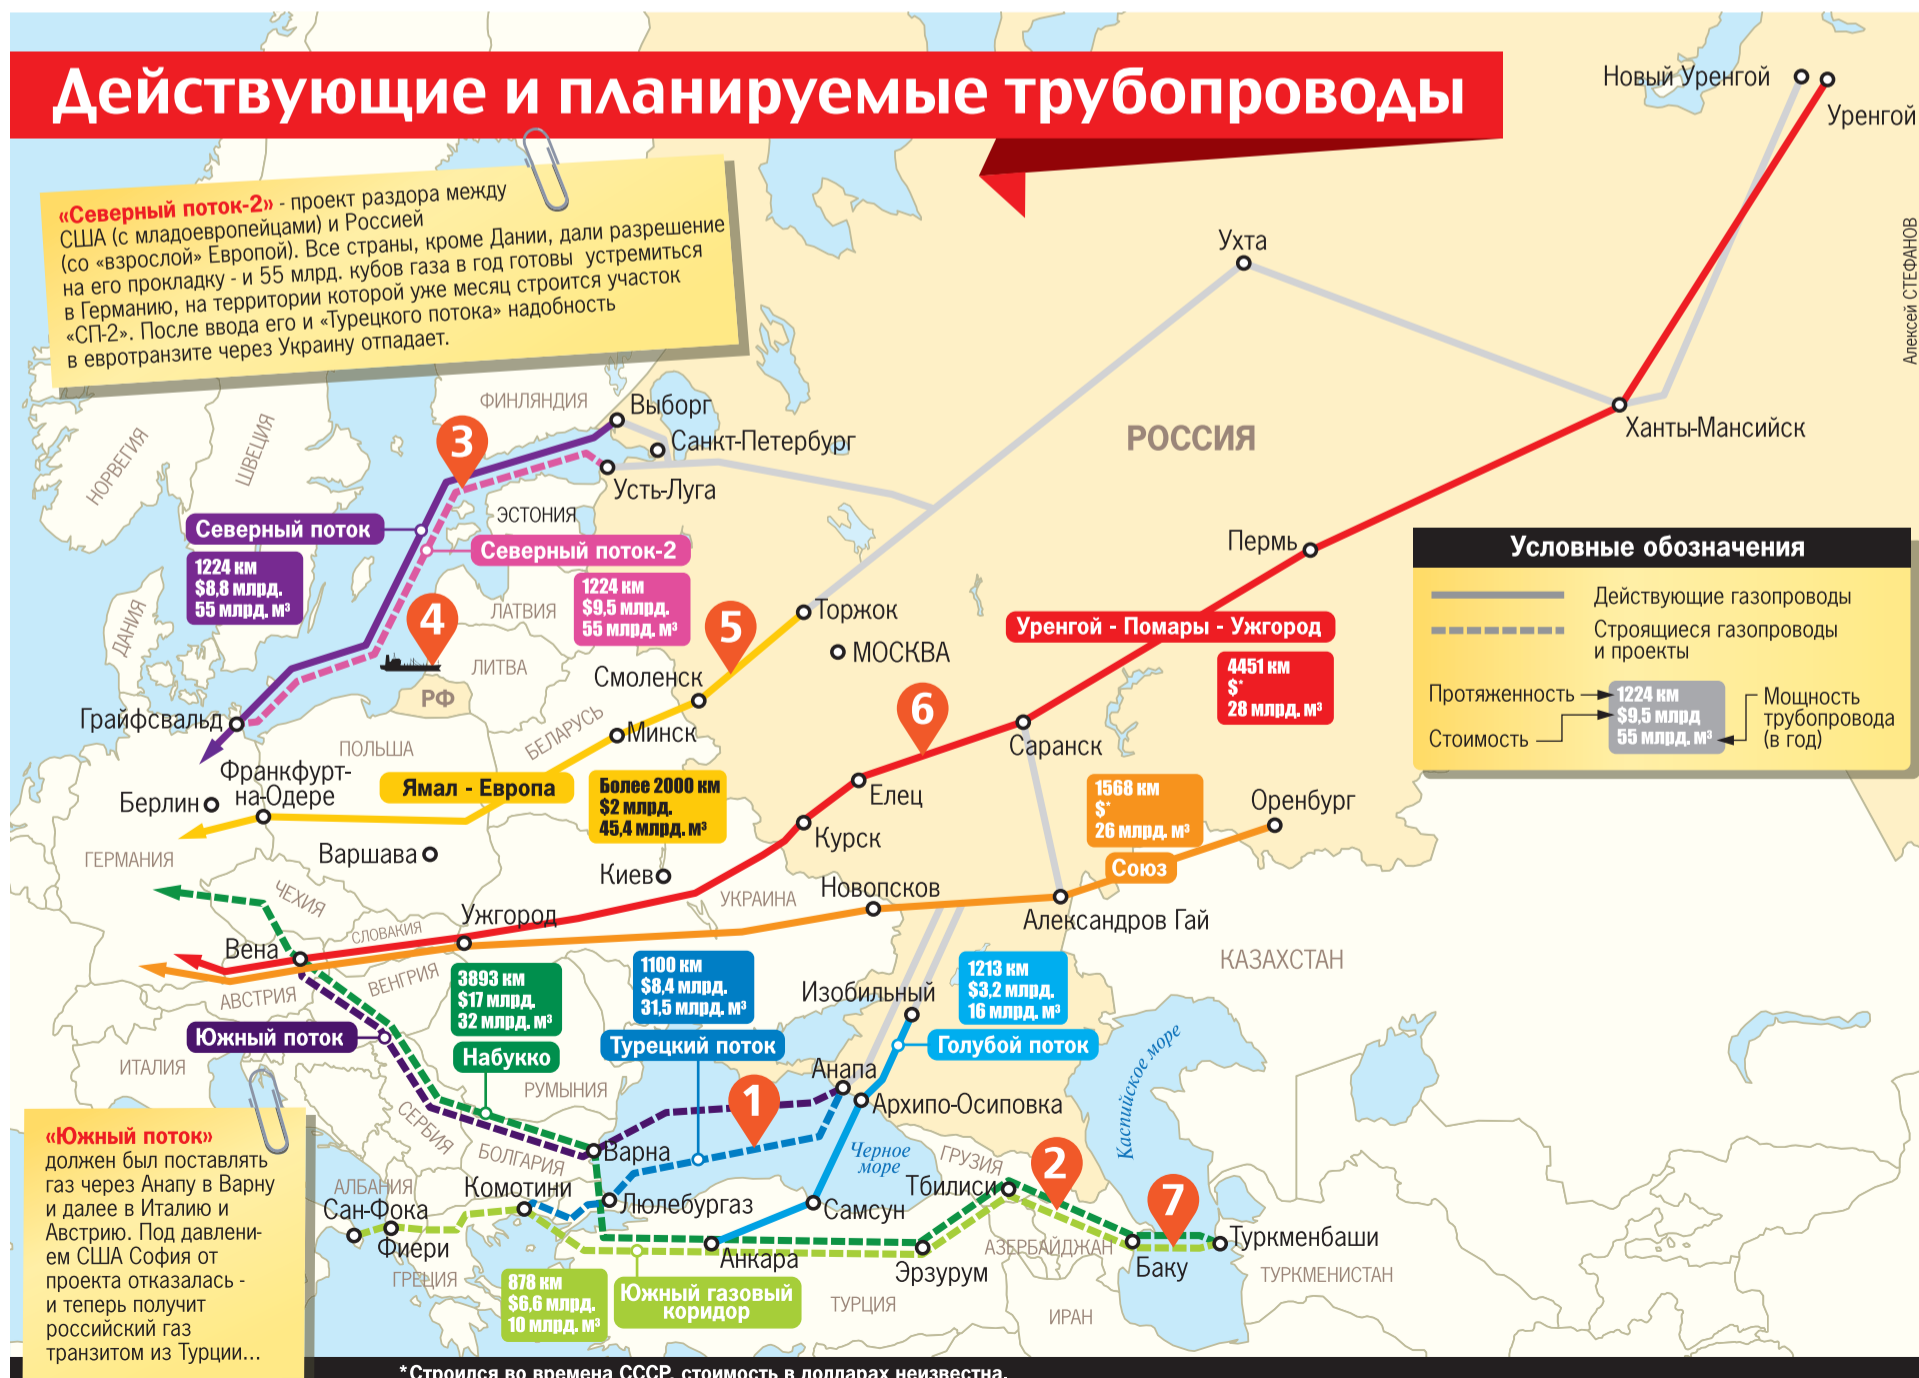 Действующие и планируемые трубопроводы
Новый Уренгой
Уренгой
Алексей СТЕФАНОВ
«Северный поток-2» - проект раздора между
США (с младоевропейцами) и Россией
(со «взрослой» Европой). Все страны, кроме Дании, дали разрешение
на его прокладку - и 55 млрд. кубов газа в год готовы устремиться
в Германию, на территории которой уже месяц строится участок
«СП-2». После ввода его и «Турецкого потока» надобность
в евротранзите через Украину отпадает.
Ухта
ФИНЛЯНДИЯ
Выборг
Санкт-Петербург
Усть-Луга
НОРВЕГИЯ
ШВЕЦИЯ
3
РОССИЯ
Ханты-Мансийск
ЭСТОНИЯ
Северный поток
1224 км
$8,8 млрд.
55 млрд. м³
Северный поток-2
1224 км
$9,5 млрд.
55 млрд. м³
Пермь
Условные обозначения
Действующие газопроводы
Строящиеся газопроводы
и проекты
Протяженность
Стоимость
1224 км
$9,5 млрд
55 млрд. м³
Мощность
трубопровода
(в год)
ДАНИЯ
ЛАТВИЯ
4
5
Торжок
МОСКВА
Уренгой - Помары - Ужгород
4451 км
$*
28 млрд. м³
ЛИТВА
Смоленск
РФ
6
Грайфсвальд
ПОЛЬША
БЕЛАРУСЬ
Минск
Саранск
Франкфурт-
на-Одере
Берлин
Ямал - Европа
Более 2000 км
$2 млрд.
45,4 млрд. м³
Елец
1568 км
$*
26 млрд. м³
Оренбург
Курск
ГЕРМАНИЯ
Варшава
Киев
Союз
ЧЕХИЯ
УКРАИНА
Новопсков
Александров Гай
Ужгород
СЛОВАКИЯ
Вена
КАЗАХСТАН
АВСТРИЯ
ВЕНГРИЯ
3893 км
$17 млрд.
32 млрд. м³
Набукко
1100 км
$8,4 млрд.
31,5 млрд. м³
Турецкий поток
Изобильный
1213 км
$3,2 млрд.
16 млрд. м³
Голубой поток
Южный поток
ИТАЛИЯ
РУМЫНИЯ
Анапа
Архипо-Осиповка
Каспийское море
1
СЕРБИЯ
«Южный поток»
должен был поставлять
газ через Анапу в Варну
и далее в Италию и
Австрию. Под давлени-
ем США София от
проекта отказалась -
и теперь получит
российский газ
транзитом из Турции...
БОЛГАРИЯ
Варна
Черное
море
ГРУЗИЯ
2
Тбилиси
АЛБАНИЯ
Комотини
Сан-Фока
Люлебургаз
Самсун
7
Фиери
Анкара
Эрзурум
АЗЕРБАЙДЖАН
Баку
Туркменбаши
ГРЕЦИЯ
878 км
$6,6 млрд.
10 млрд. м³
Южный газовый
коридор
ТУРЦИЯ
ИРАН
ТУРКМЕНИСТАН
*Строился во времена СССР, стоимость в долларах неизвестна.